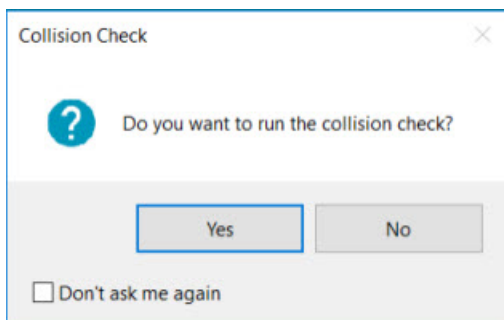 Collision Check
Do you want to run the collision check?
Yes No
Don't ask me again